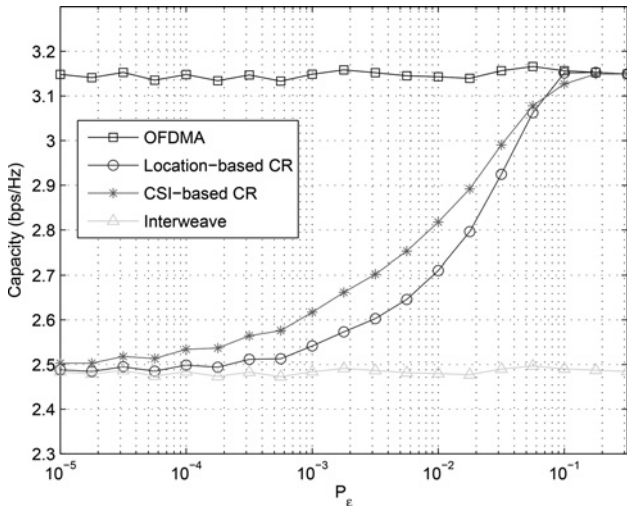 3.2
3.1
3
2.9
2.8
2.7
2.6
2.5
2.4
2.3
Capacity (bps/Hz)
OFDMA
Location-based CR
CSI-based CR
Interweave
10^-5
10^-4
10^-3
10^-2
10^-1
P_ε